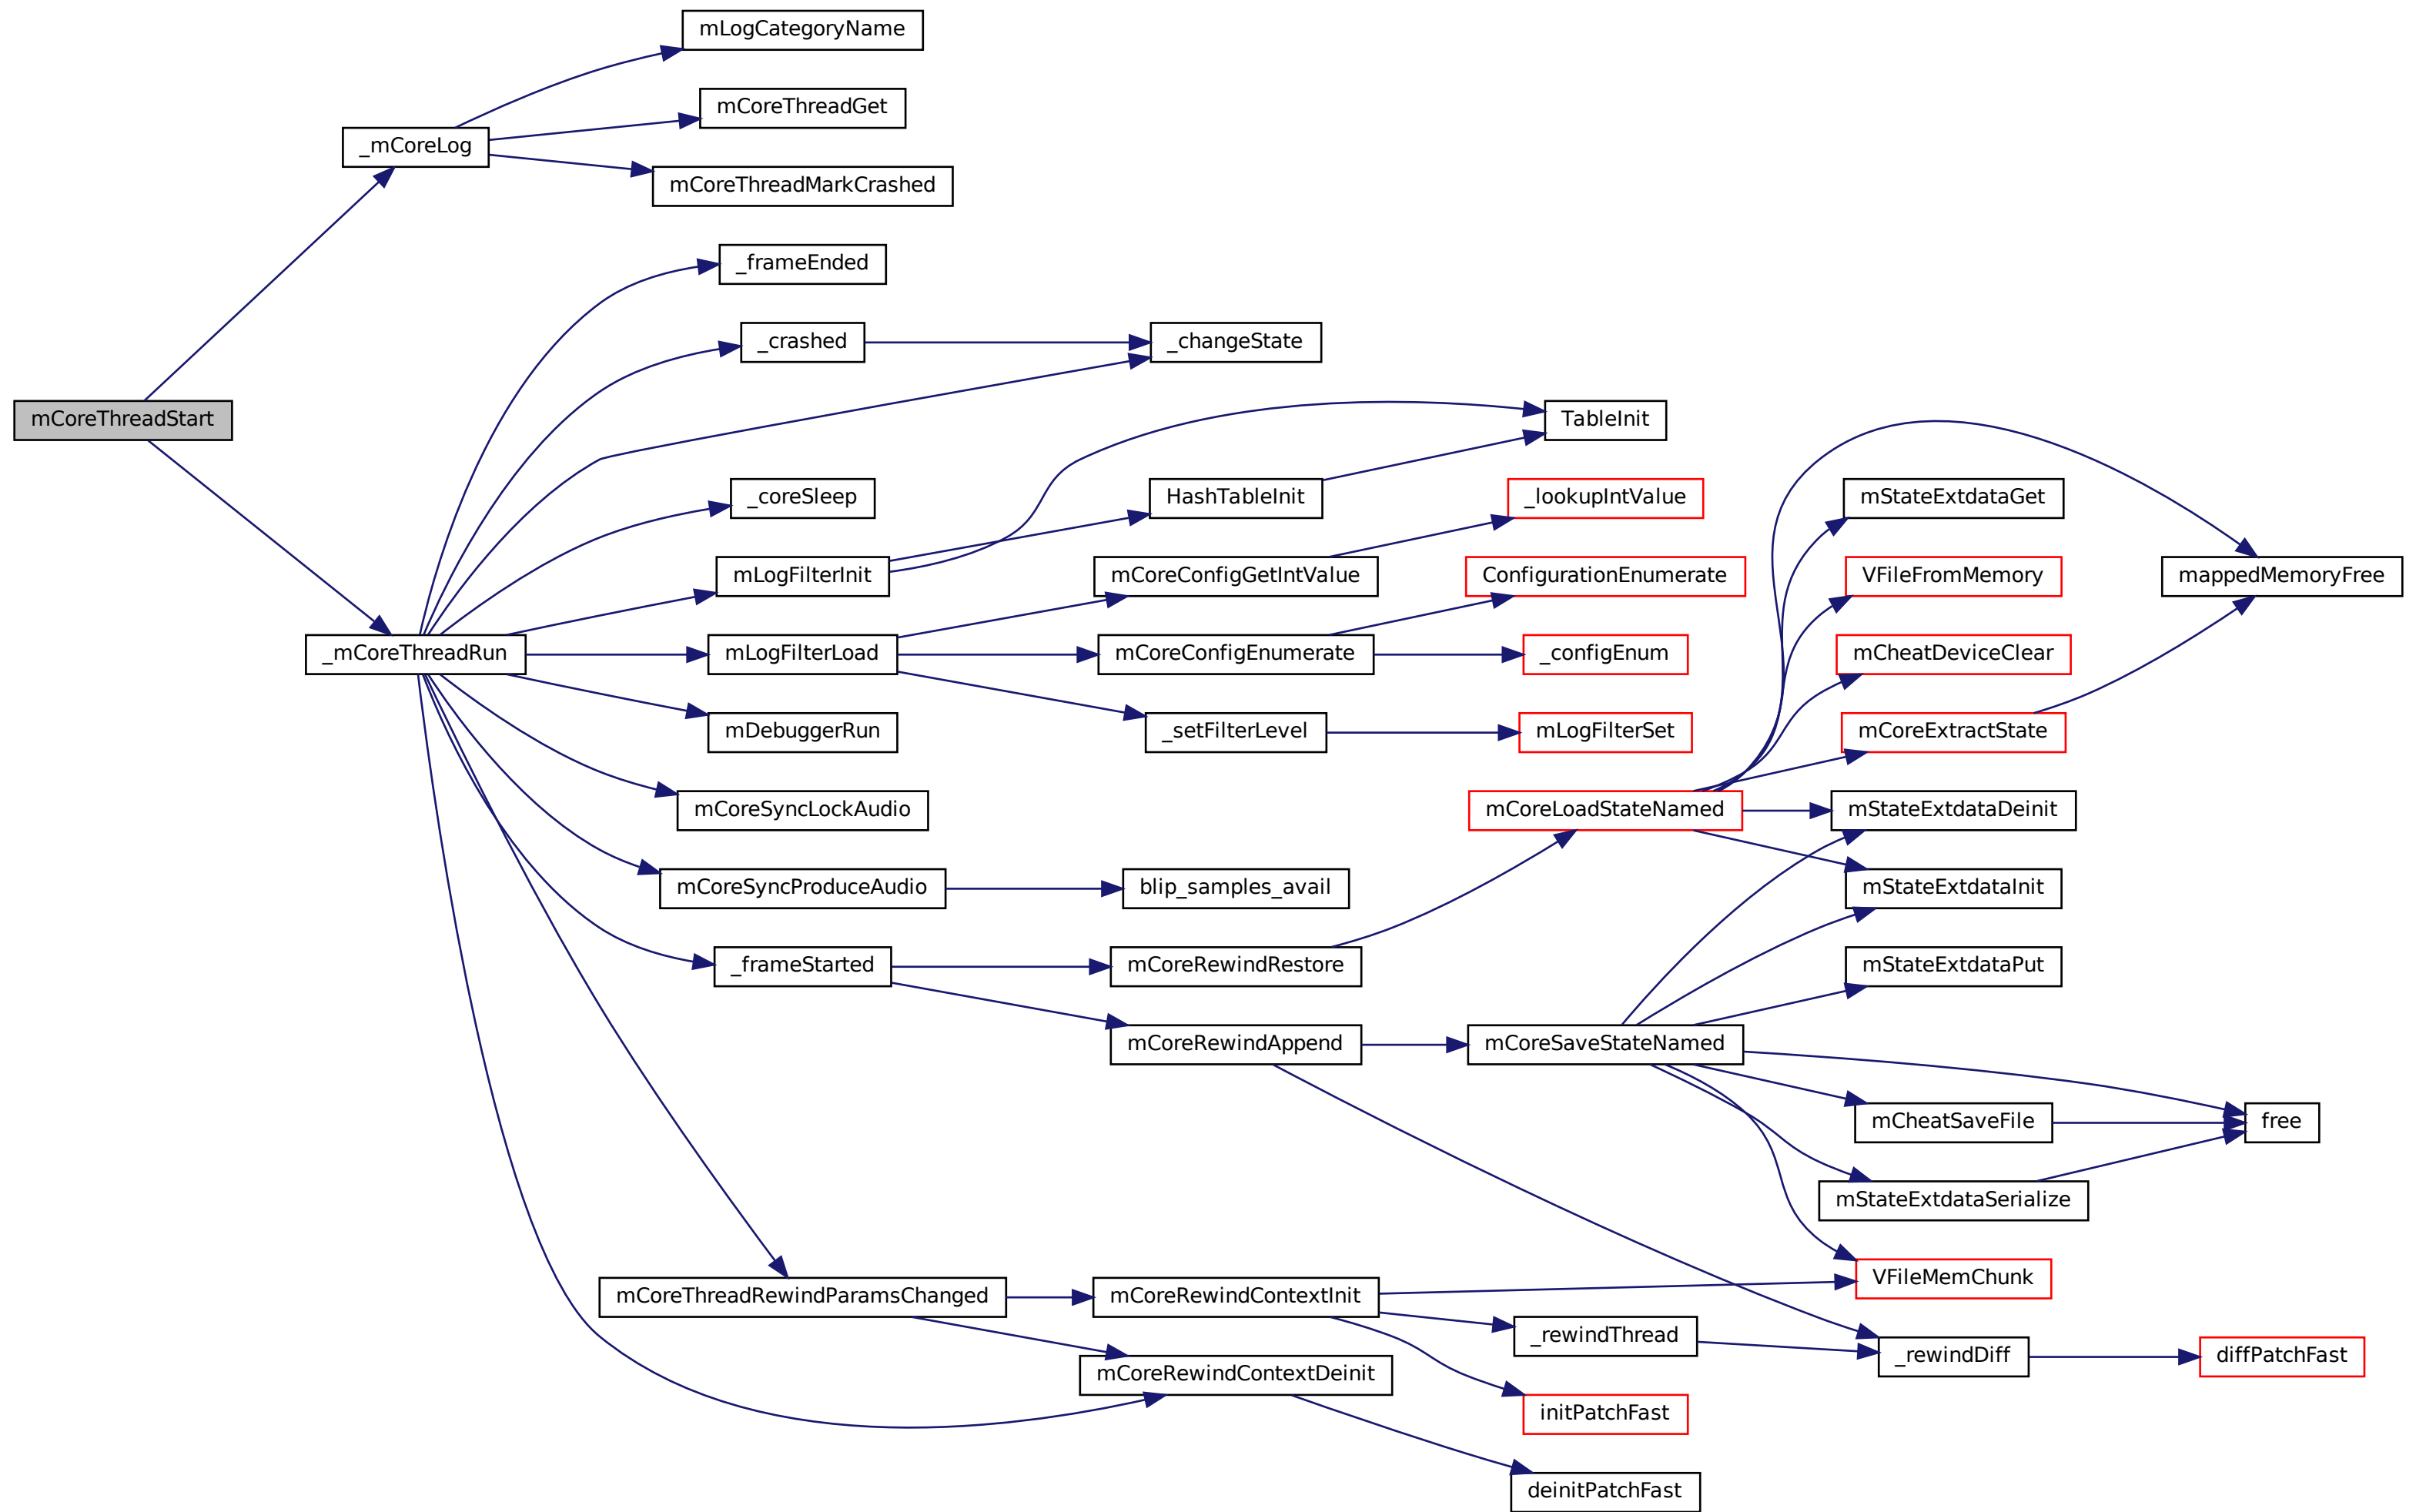 mLogCategoryName
mCoreThreadGet
_mCoreLog
mCoreThreadMarkCrashed
_frameEnded
_crashed
_changeState
mCoreThreadStart
TableInit
_coreSleep
HashTableInit
_lookupIntValue
mStateExtdataGet
mLogFilterInit
mCoreConfigGetIntValue
ConfigurationEnumerate
VFileFromMemory
mappedMemoryFree
_mCoreThreadRun
mLogFilterLoad
mCoreConfigEnumerate
_configEnum
mCheatDeviceClear
mDebuggerRun
_setFilterLevel
mLogFilterSet
mCoreExtractState
mCoreSyncLockAudio
mCoreLoadStateNamed
mStateExtdataDeinit
mCoreSyncProduceAudio
blip_samples_avail
mStateExtdataInit
_frameStarted
mCoreRewindRestore
mStateExtdataPut
mCoreRewindAppend
mCoreSaveStateNamed
mCheatSaveFile
free
mStateExtdataSerialize
mCoreThreadRewindParamsChanged
mCoreRewindContextInit
VFileMemChunk
_rewindThread
mCoreRewindContextDeinit
_rewindDiff
diffPatchFast
initPatchFast
deinitPatchFast